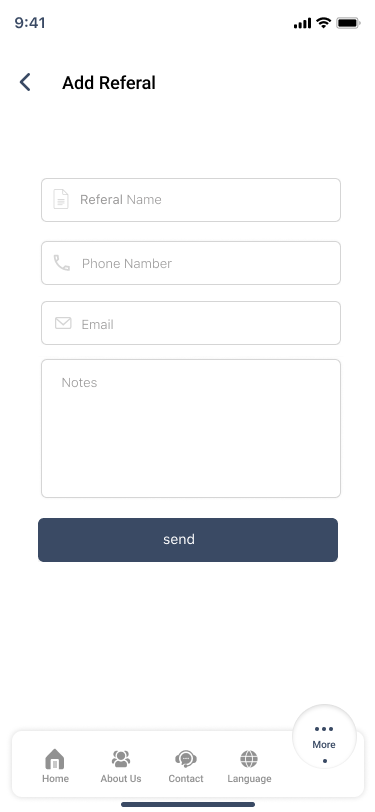 9:41
Add Referal
Referal Name
Phone Namber
Email
Notes
send
More
Home
About Us
Contact
Language